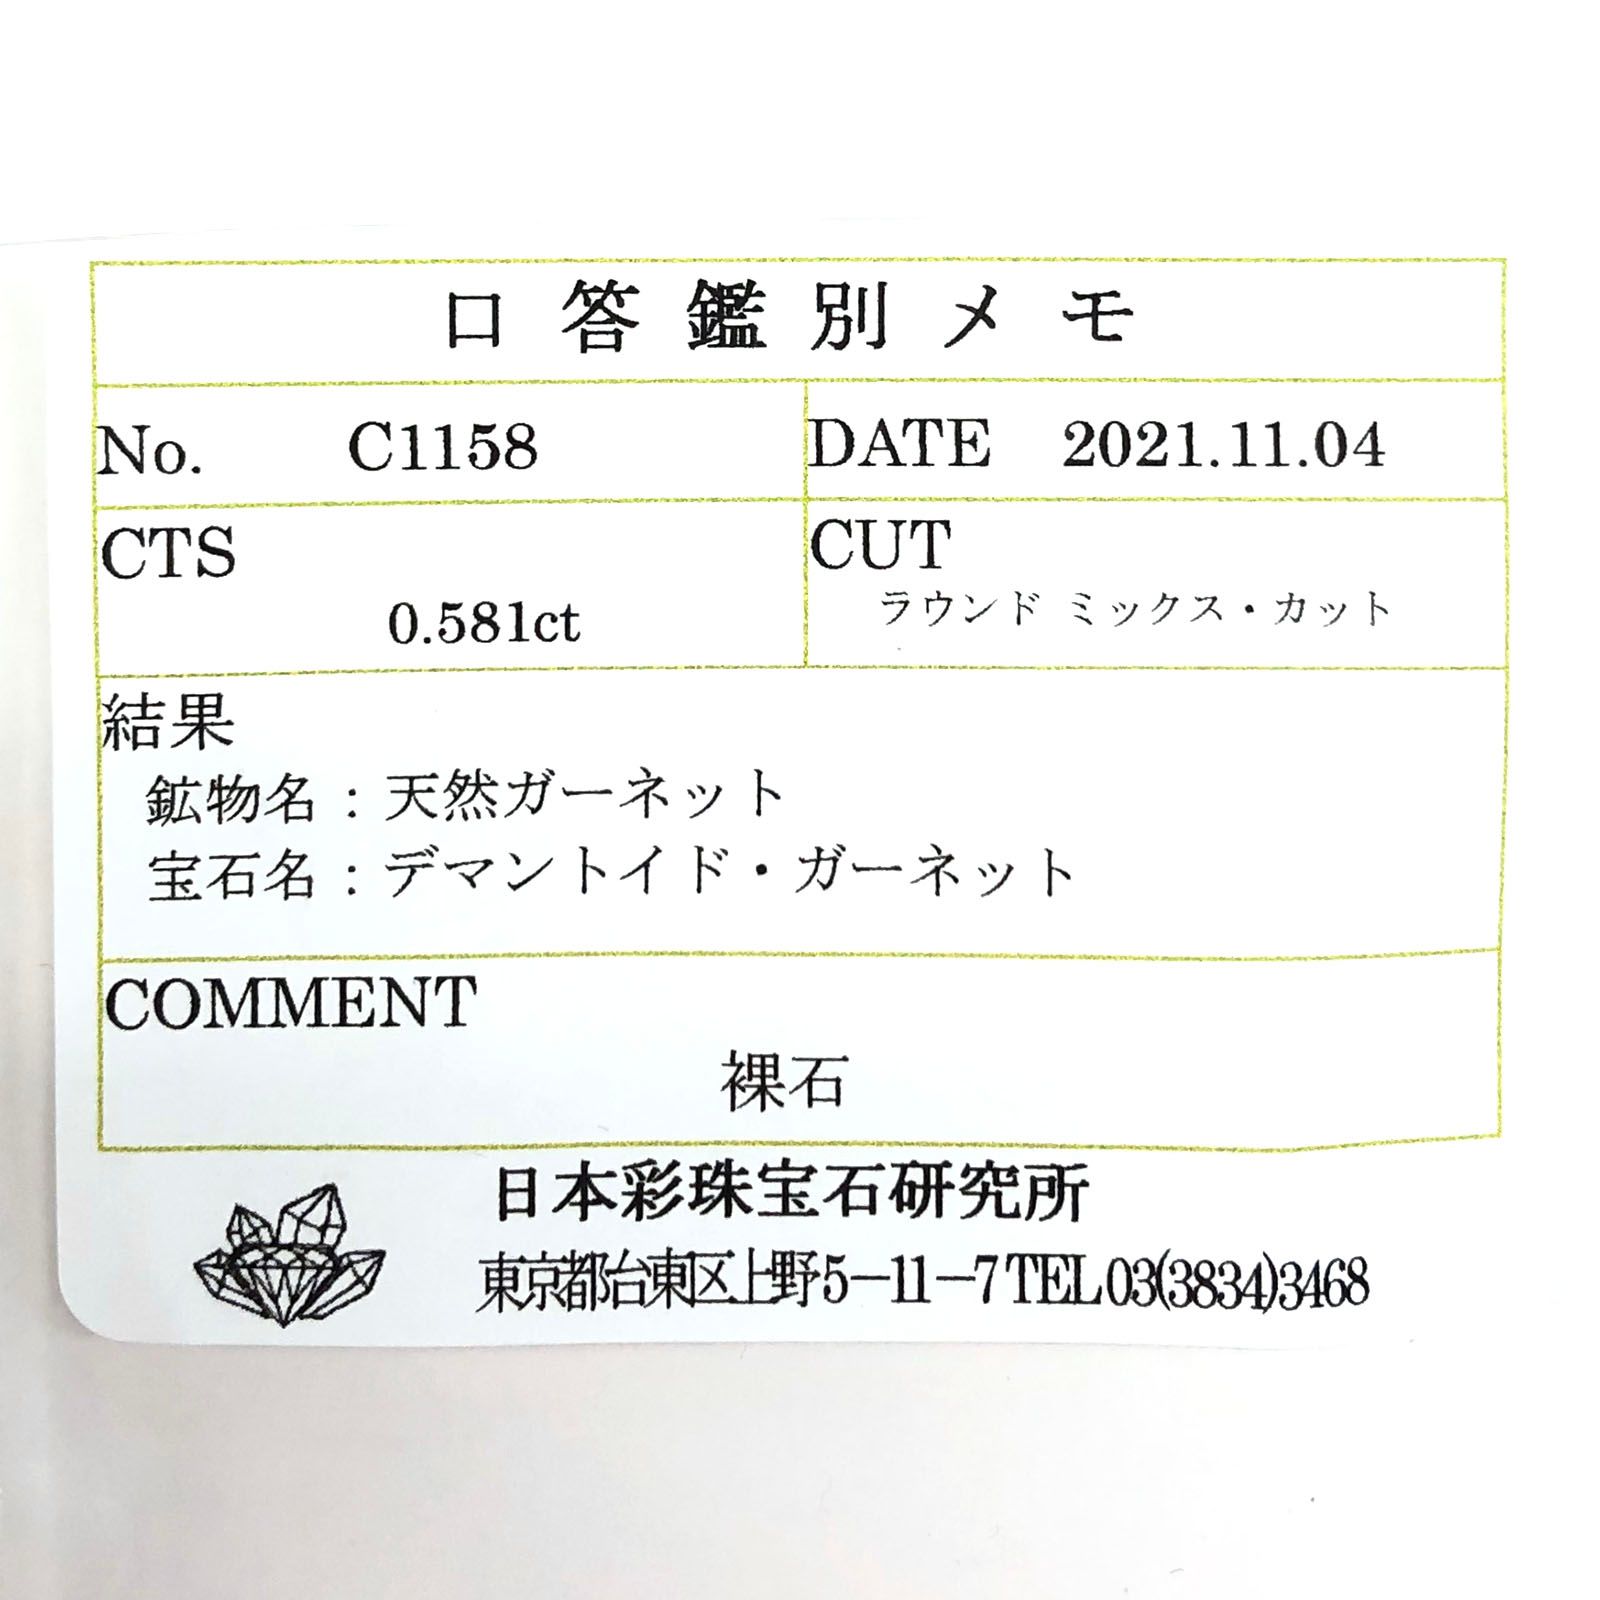 口答鑑別メモ
No. C1158 DATE 2021.11.04
CTS CUT
0.581ct ラウンド ミックス・カット
結果
鉱物名：天然ガーネット
宝石名：デマントイド・ガーネット
COMMENT
裸石
日本彩珠宝石研究所
東京都台東区上野5－11－7 TEL 03(3834)3468